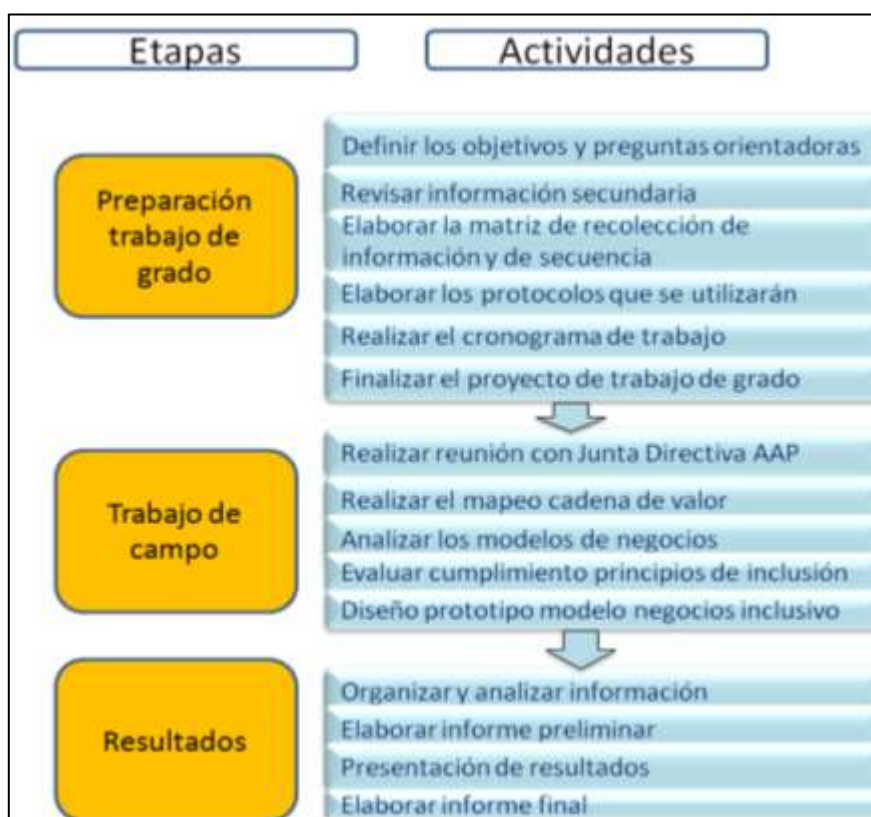 Etapas
Actividades
Preparación
trabajo de
grado
Definir los objetivos y preguntas orientadoras
Revisar información secundaria
Elaborar la matriz de recolección de
información y de secuencia
Elaborar los protocolos que se utilizarán
Realizar el cronograma de trabajo
Finalizar el proyecto de trabajo de grado
Trabajo de
campo
Realizar reunión con Junta Directiva AAP
Realizar el mapeo cadena de valor
Analizar los modelos de negocios
Evaluar cumplimiento principios de inclusión
Diseño prototipo modelo negocios inclusivo
Resultados
Organizar y analizar información
Elaborar informe preliminar
Presentación de resultados
Elaborar informe final